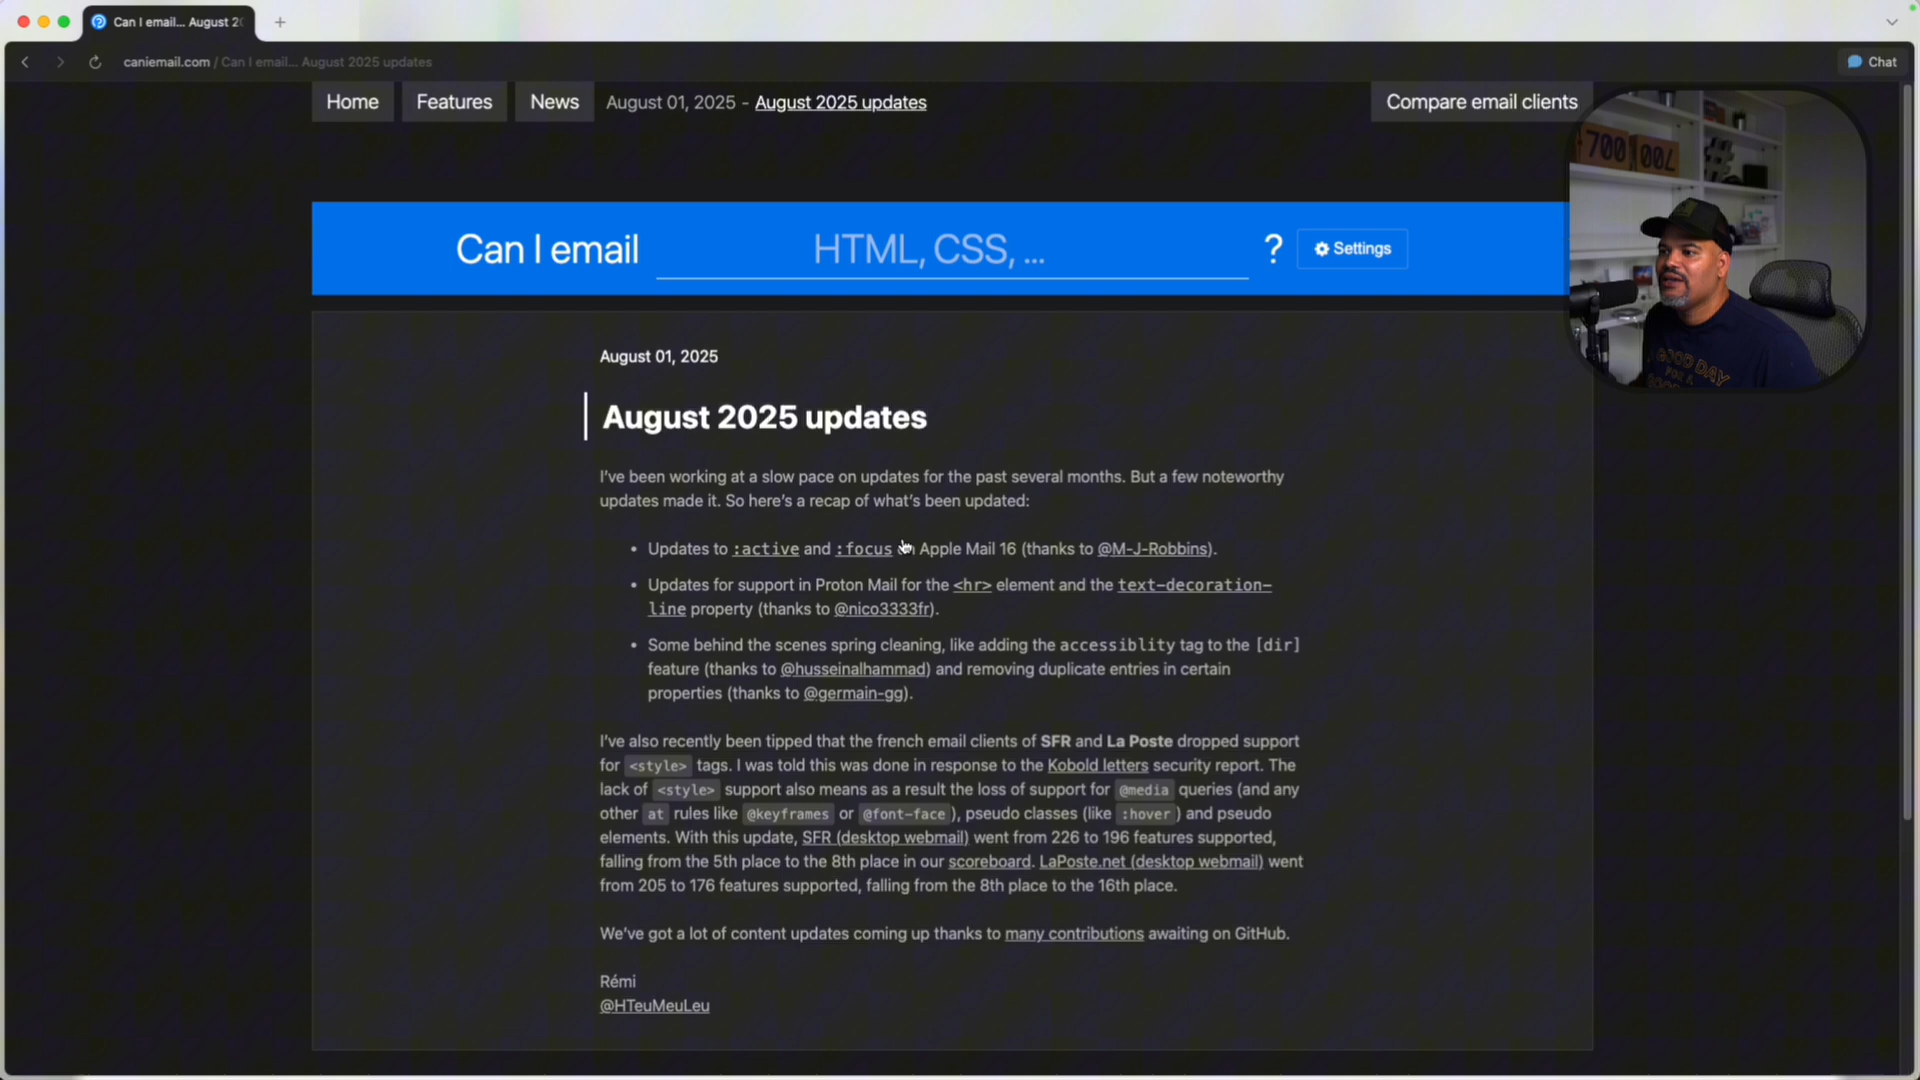 Can I email... August 2
caniemail.com / Can I email... August 2025 updates
Chat
Home
Features
News
August 01, 2025 - August 2025 updates
Compare email clients
Can I email
HTML, CSS, ...
?
Settings
August 01, 2025
August 2025 updates
I've been working at a slow pace on updates for the past several months. But a few noteworthy
updates made it. So here's a recap of what's been updated:
• Updates to :active and :focus Apple Mail 16 (thanks to @M-J-Robbins).
• Updates for support in Proton Mail for the <hr> element and the text-decoration-
line property (thanks to @nico3333fr).
• Some behind the scenes spring cleaning, like adding the accessiblity tag to the [dir]
feature (thanks to @husseinalhammad) and removing duplicate entries in certain
properties (thanks to @germain-gg).
I've also recently been tipped that the french email clients of SFR and La Poste dropped support
for <style> tags. I was told this was done in response to the Kobold letters security report. The
lack of <style> support also means as a result the loss of support for @media queries (and any
other at rules like @keyframes or @font-face), pseudo classes (like :hover) and pseudo
elements. With this update, SFR (desktop webmail) went from 226 to 196 features supported,
falling from the 5th place to the 8th place in our scoreboard. LaPoste.net (desktop webmail) went
from 205 to 176 features supported, falling from the 8th place to the 16th place.
We've got a lot of content updates coming up thanks to many contributions awaiting on GitHub.
Rémi
@HTeuMeuLeu
GOOD DAY
FOR A